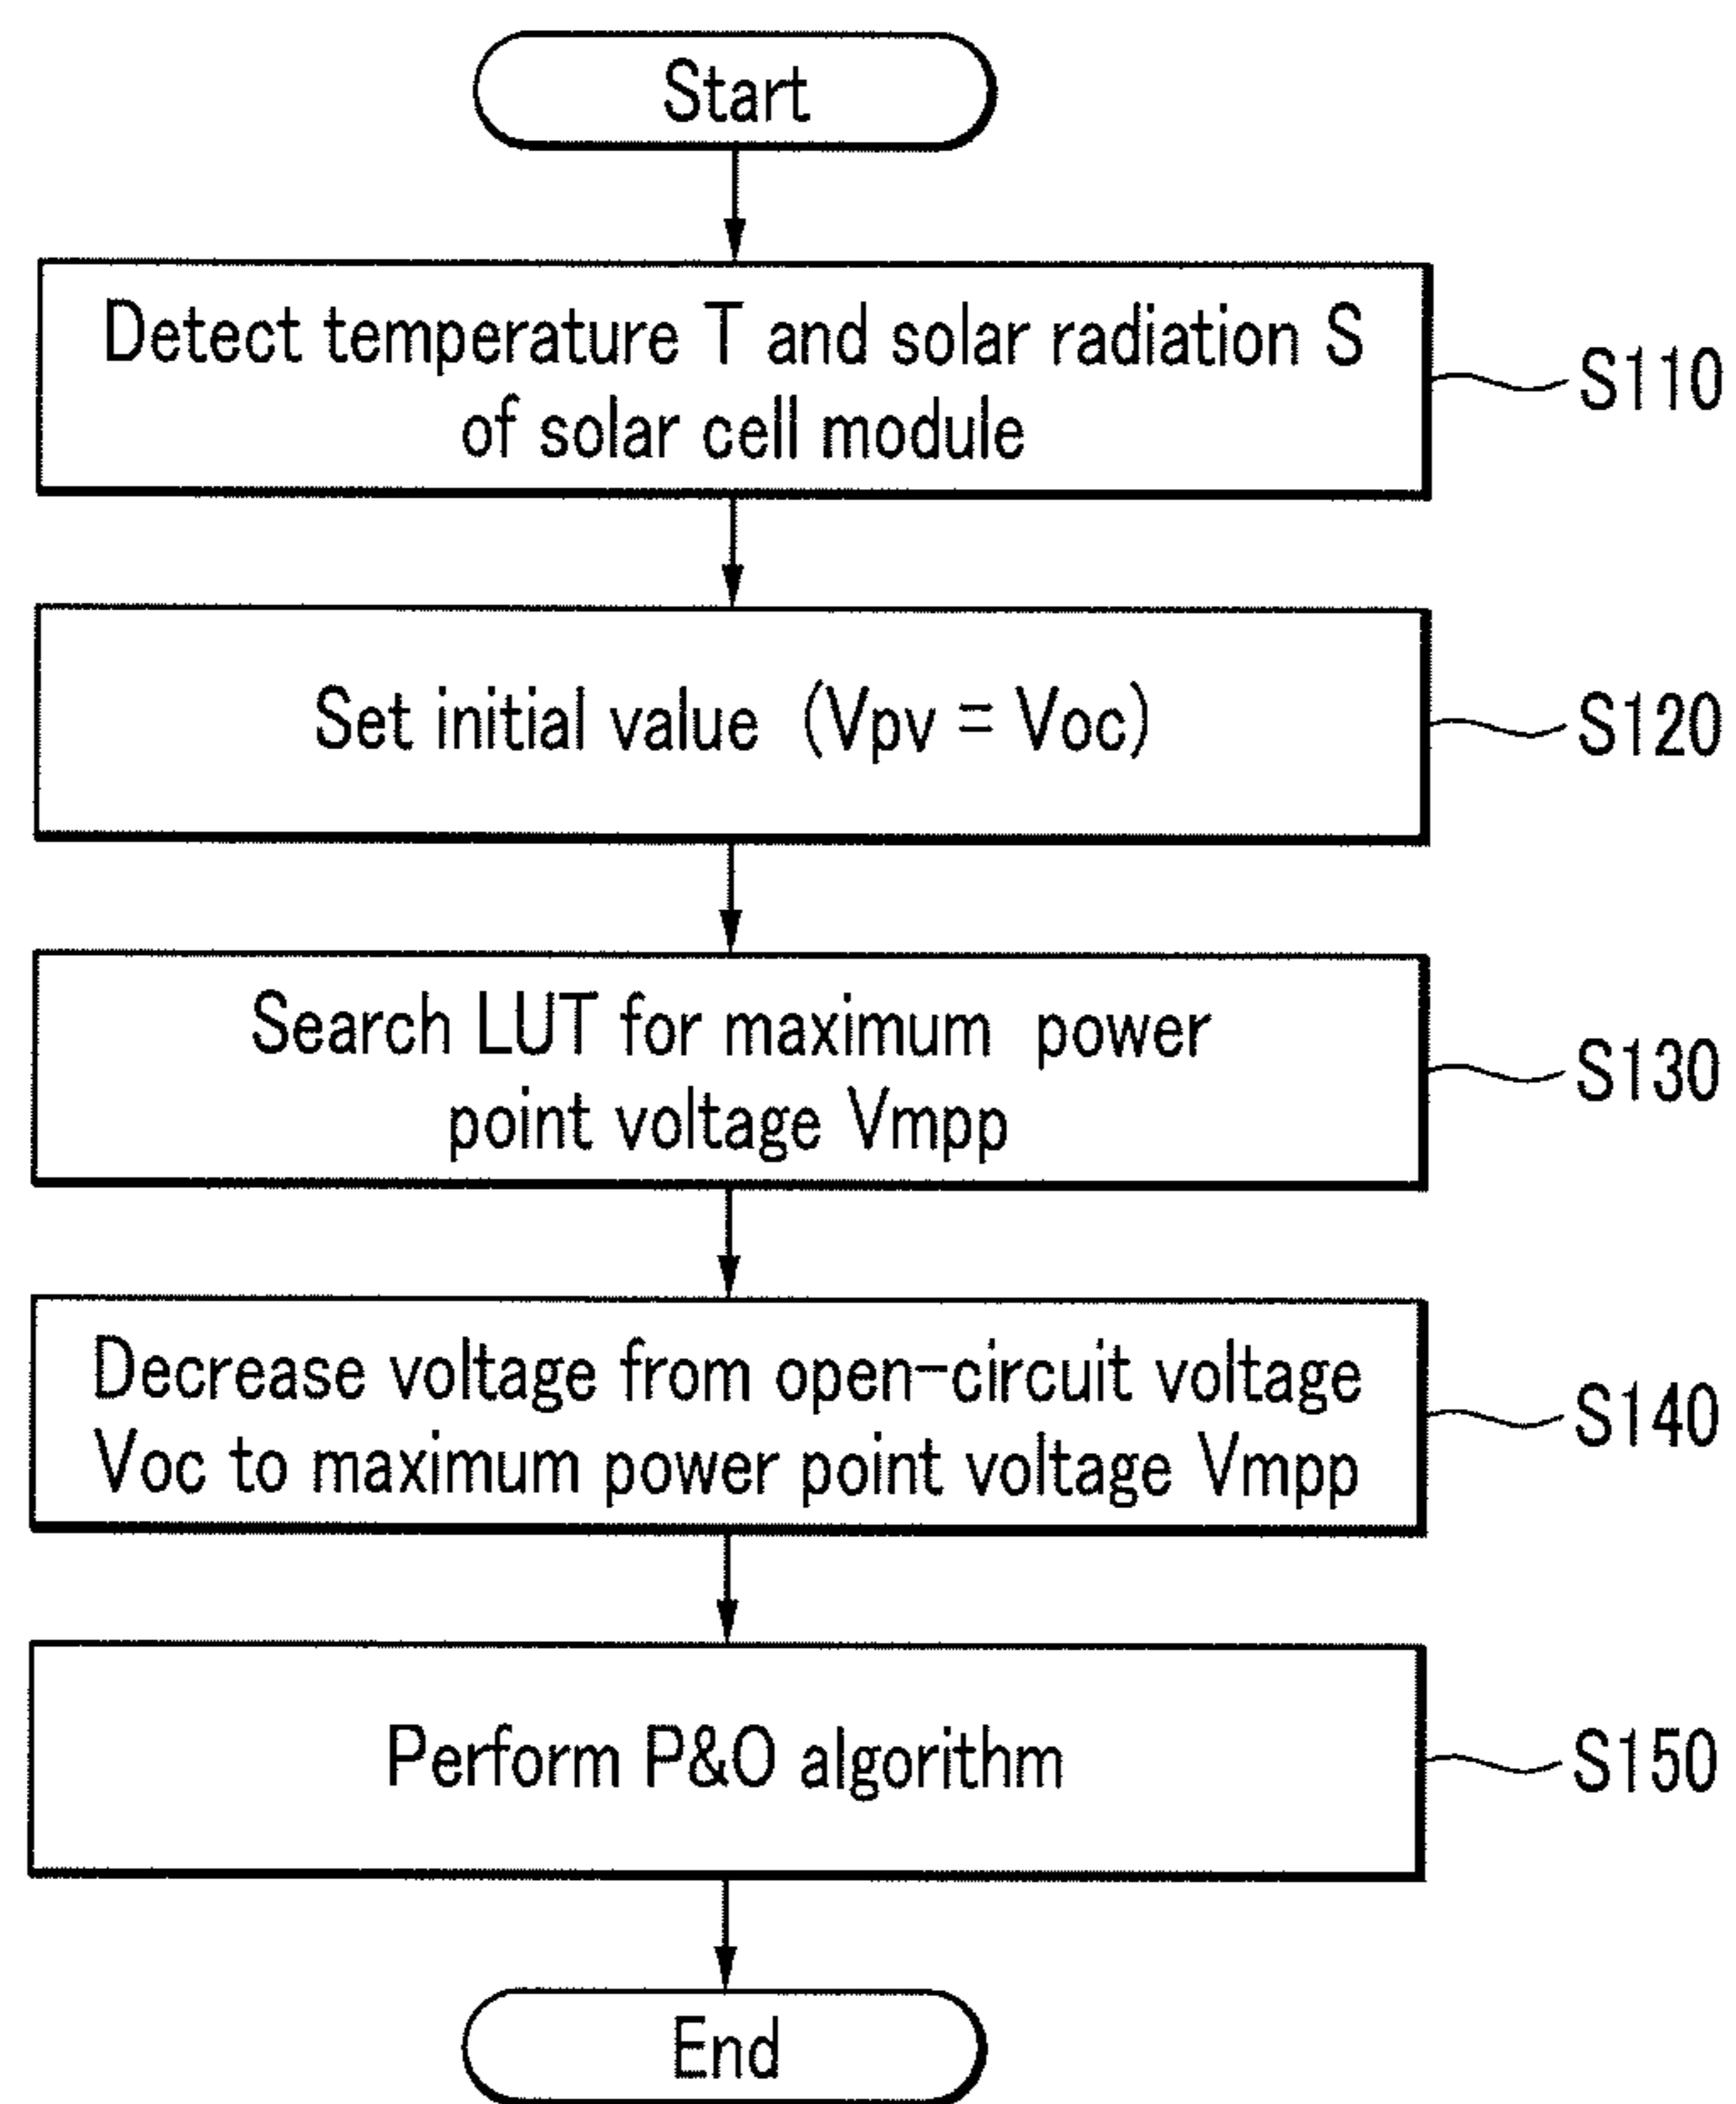 Start
Detect temperature T and solar radiation S
of solar cell module
S110
Set initial value (Vpv = Voc)
S120
Search LUT for maximum power
point voltage Vmpp
S130
Decrease voltage from open-circuit voltage
Voc to maximum power point voltage Vmpp
S140
Perform P&O algorithm
S150
End